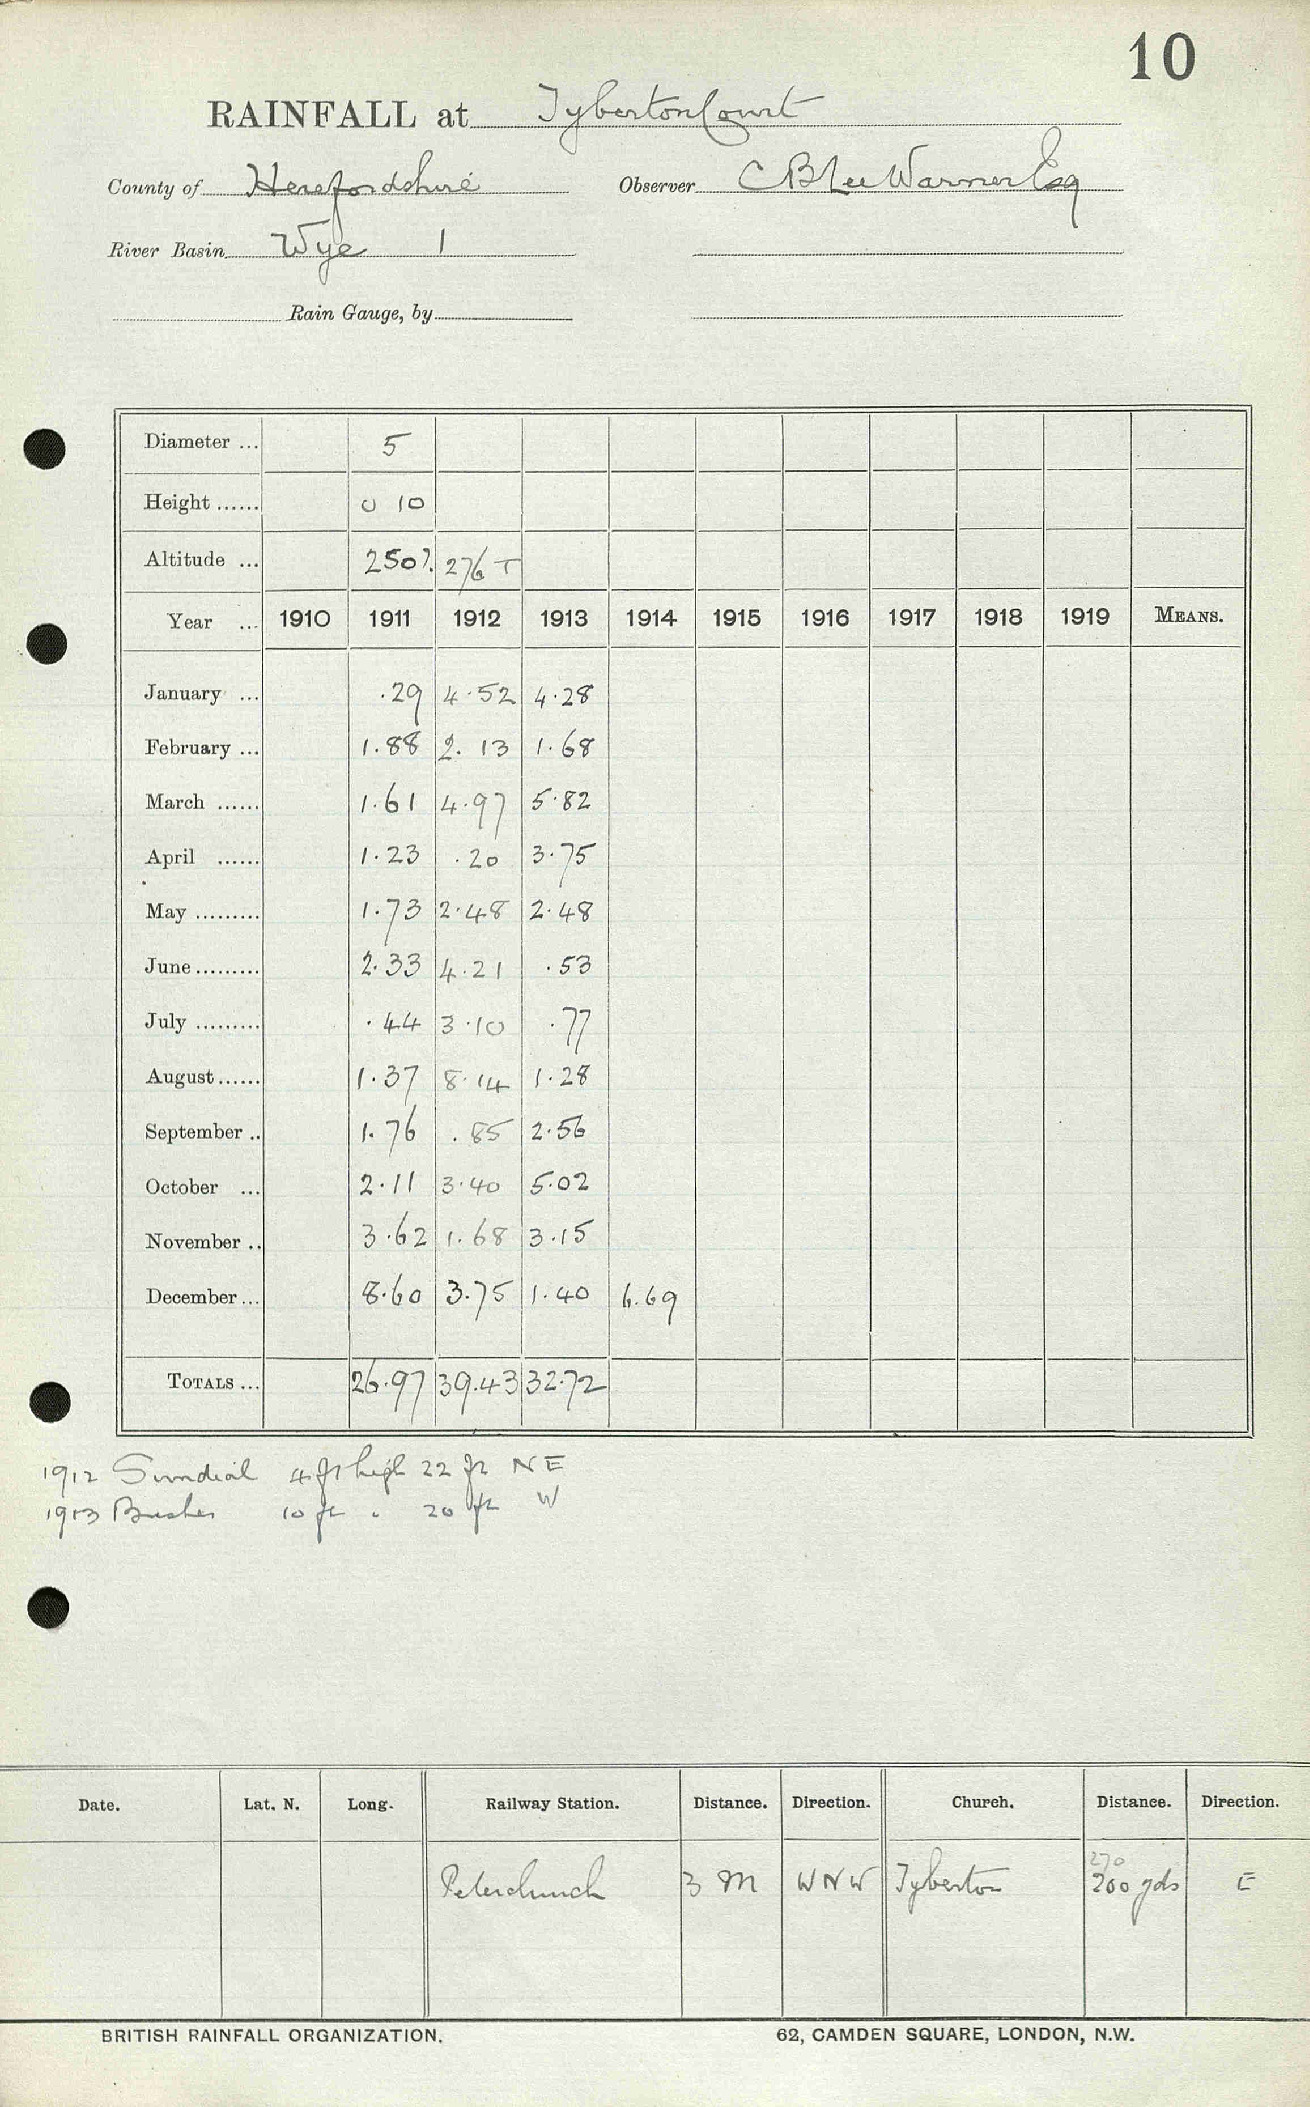 10
RAINFALL at Tyberton Court
County of Herefordshire Observer C B Lee Warner Esq
River Basin Wye 1
Rain Gauge, by
Diameter ... 5
Height ...... 0 10
Altitude ... 250?. 276 T
Year ... 1910 1911 1912 1913 1914 1915 1916 1917 1918 1919 MEANS.
January ... .29 4.52 4.28
February ... 1.88 2.13 1.68
March ...... 1.61 4.97 5.82
April ...... 1.23 .20 3.75
May ......... 1.73 2.48 2.48
June ......... 2.33 4.21 .53
July ......... .44 3.10 .77
August ...... 1.37 8.14 1.28
September .. 1.76 .85 2.56
October ... 2.11 3.40 5.02
November .. 3.62 1.68 3.15
December ... 8.60 3.75 1.40 6.69
TOTALS ... 26.97 39.43 32.72
1912 Sundial 4 ft high 22 ft NE
1913 Bushes 10 ft " 20 ft W
Date. Lat. N. Long. Railway Station. Distance. Direction. Church. Distance. Direction.
270
Peterchurch 3 M WNW Tyberton 200 yds E
BRITISH RAINFALL ORGANIZATION. 62, CAMDEN SQUARE, LONDON, N.W.